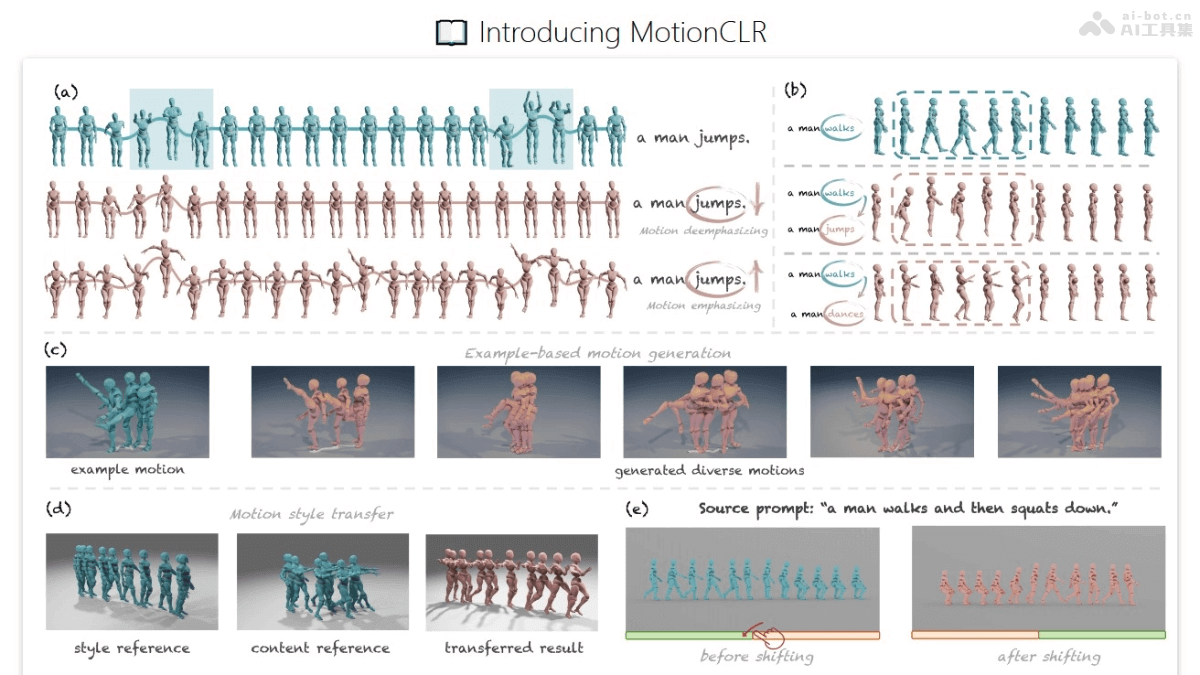 Introducing MotionCLR
ai-bot.cn
AI工具集
(a)
a man jumps.
a man jumps.
Motion deemphasizing
a man jumps.
Motion emphasizing
(b)
a man walks
a man walks
a man jumps
a man walks
a man dances
(c)
Example-based motion generation
example motion
generated diverse motions
(d)
Motion style transfer
style reference
content reference
transferred result
(e)
Source prompt: “a man walks and then squats down.”
before shifting
after shifting